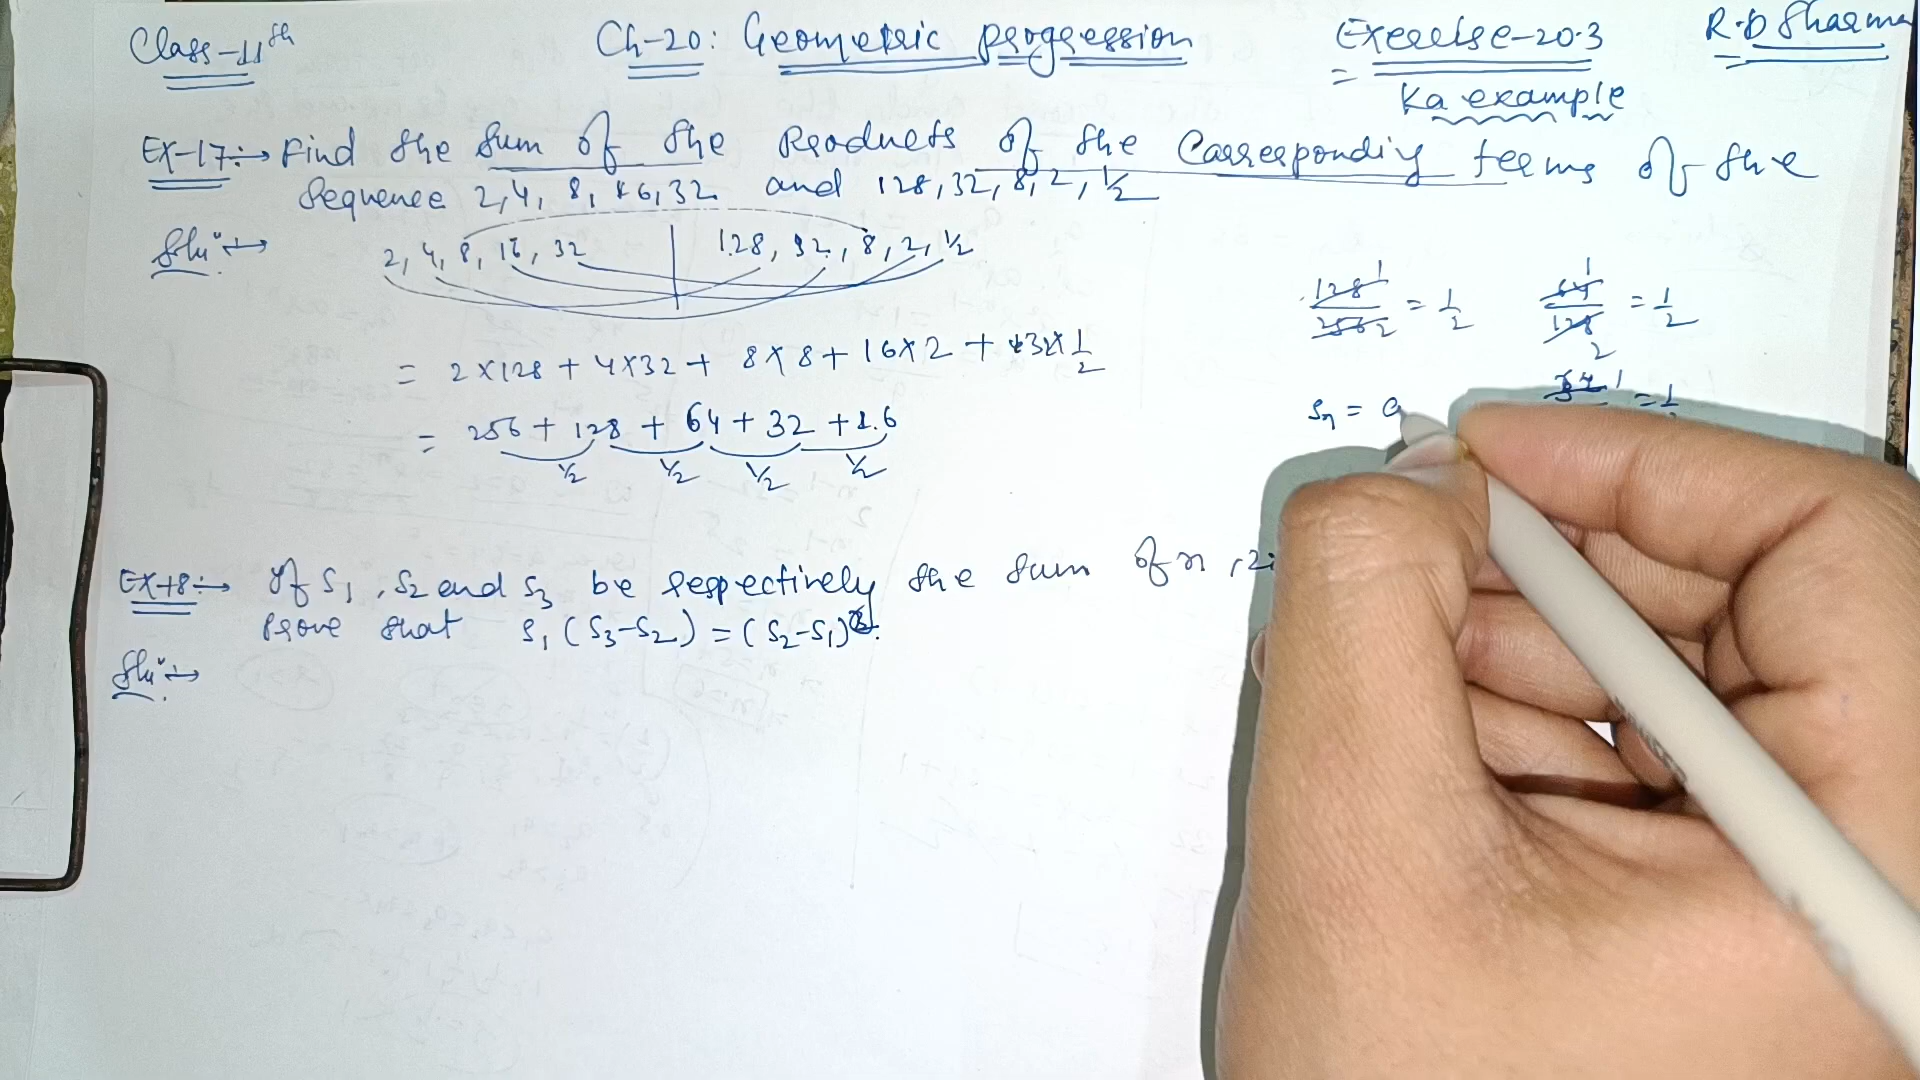 Class-11th Ch-20: Geometric progression Exercise-20.3 R.D Sharma
Ka example
Ex-17:→ Find the Sum of the Products of the Corresponding terms of the
Sequence 2,4, 8, 16, 32 and 128, 32, 8, 2, 1/2
Slu"→ 2, 4, 8, 16, 32 | 128, 32, 8, 2, 1/2
= 2×128 + 4×32 + 8×8 + 16×2 + 32×1/2
= 256 + 128 + 64 + 32 + 16
1/2 1/2 1/2 1/2
128/256 = 1/2 64/128 = 1/2
Sn = a
Ex-18:→ If S1, S2 and S3 be respectively the Sum of n, 2
Prove that S1(S3-S2) = (S2-S1)²
Slu"→